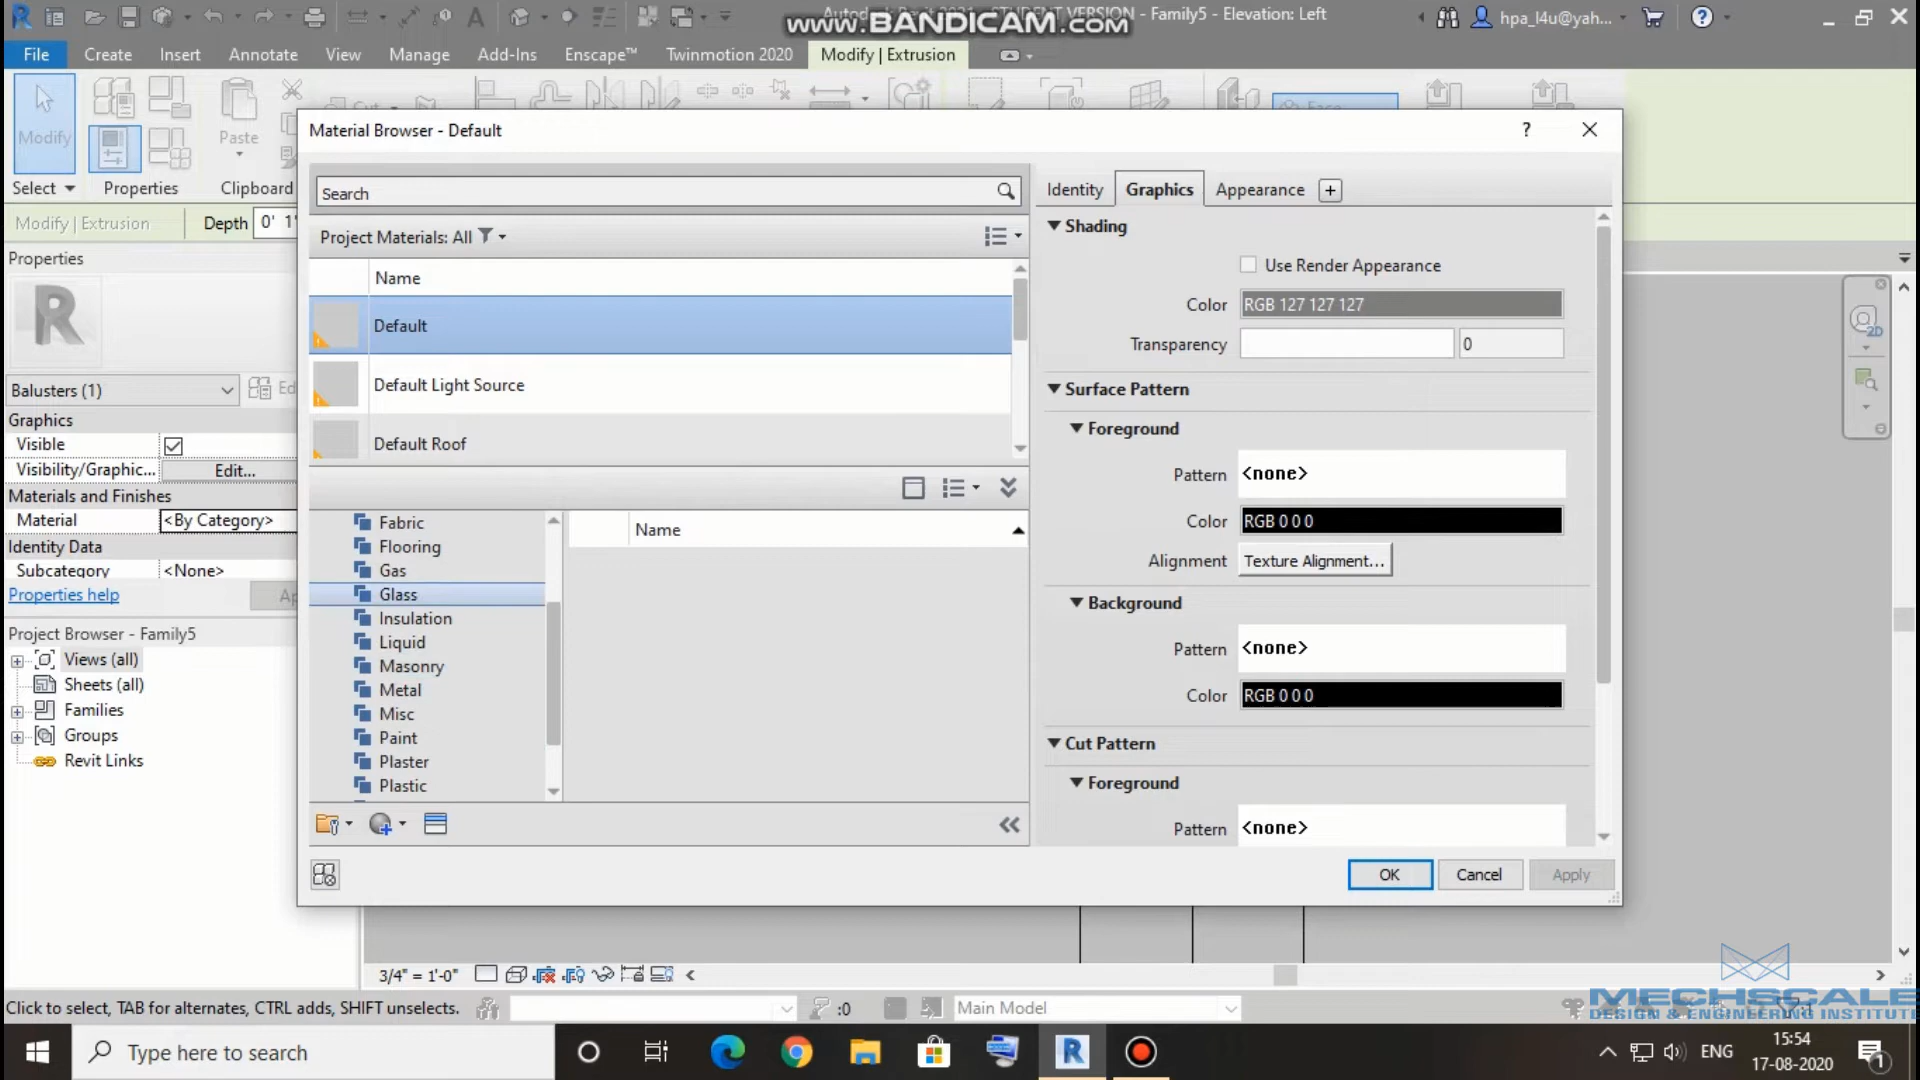 www.BANDICAM.com
STUDENT VERSION - Family5 - Elevation: Left
hpa_l4u@yah...
File
Create
Insert
Annotate
View
Manage
Add-Ins
Enscape™
Twinmotion 2020
Modify | Extrusion
Modify
Paste
Select
Properties
Clipboard
Modify | Extrusion
Depth
0' 1'
Properties
Balusters (1)
Graphics
Visible
Visibility/Graphic...
Edit...
Materials and Finishes
Material
<By Category>
Identity Data
Subcategory
<None>
Properties help
Project Browser - Family5
Views (all)
Sheets (all)
Families
Groups
Revit Links
Material Browser - Default
?
Search
Project Materials: All
Name
Default
Default Light Source
Default Roof
Fabric
Flooring
Gas
Glass
Insulation
Liquid
Masonry
Metal
Misc
Paint
Plaster
Plastic
Name
Identity
Graphics
Appearance
Shading
Use Render Appearance
Color
RGB 127 127 127
Transparency
0
Surface Pattern
Foreground
Pattern
<none>
Color
RGB 0 0 0
Alignment
Texture Alignment...
Background
Pattern
<none>
Color
RGB 0 0 0
Cut Pattern
Foreground
Pattern
<none>
OK
Cancel
Apply
2D
3/4" = 1'-0"
Click to select, TAB for alternates, CTRL adds, SHIFT unselects.
:0
Main Model
MECHSCALE
DESIGN & ENGINEERING INSTITUTE
Type here to search
ENG
15:54
17-08-2020
1